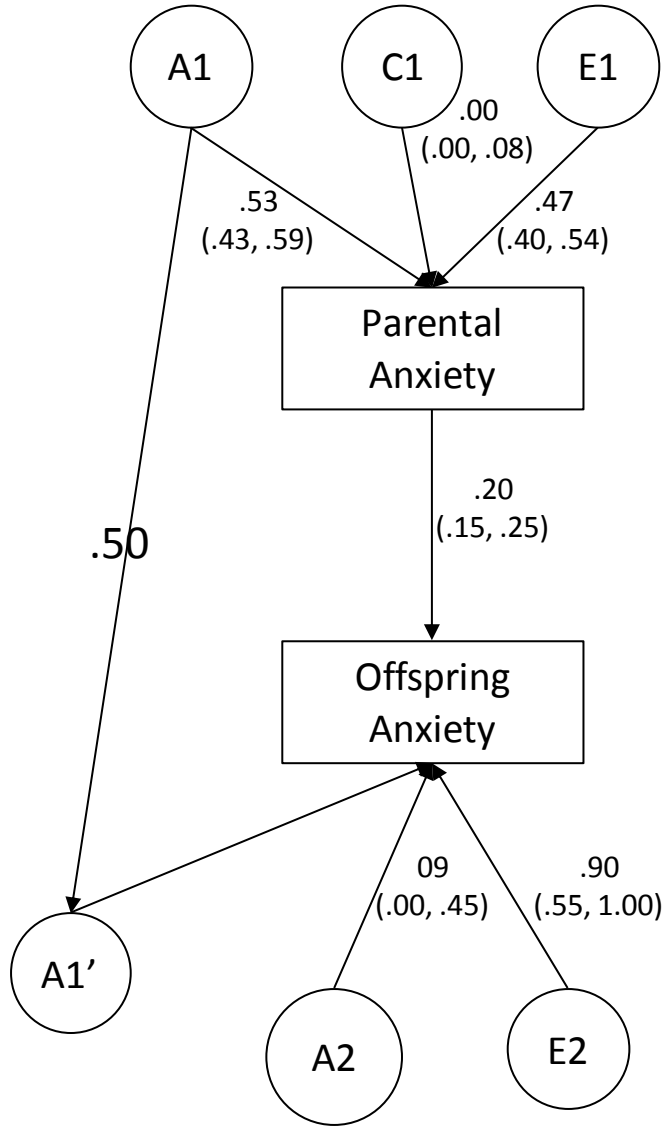 A1
C1
E1
.00
(.00, .08)
.53
(.43, .59)
.47
(.40, .54)
Parental
Anxiety
.20
(.15, .25)
.50
Offspring
Anxiety
09
(.00, .45)
.90
(.55, 1.00)
A1’
A2
E2